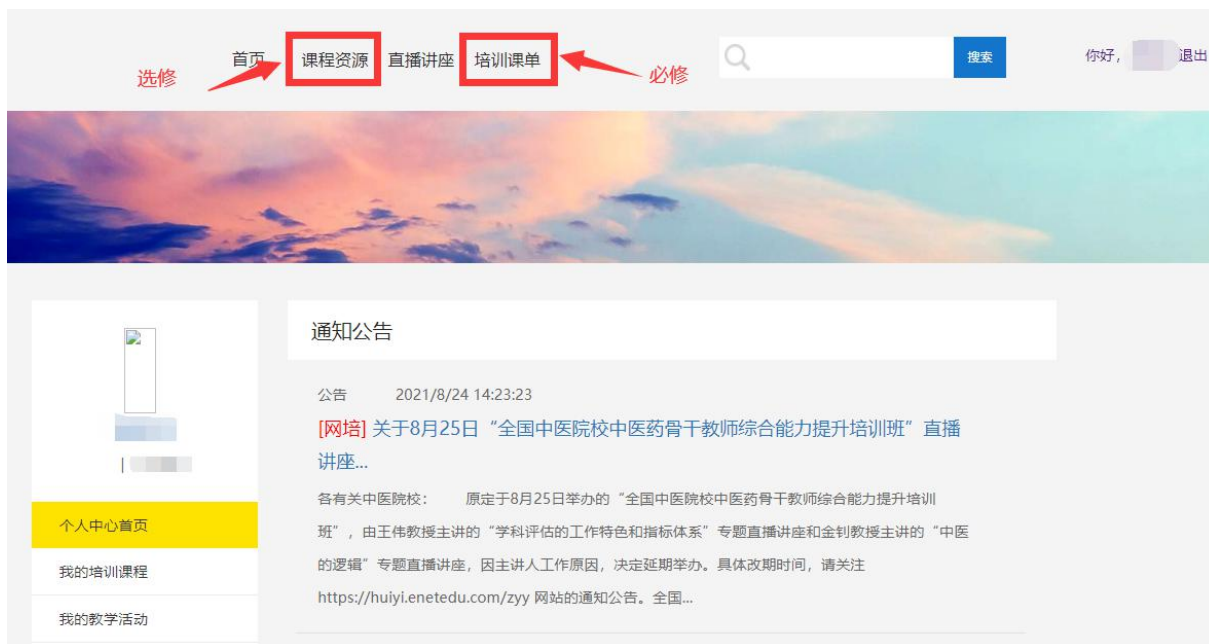 首页 课程资源 直播讲座 培训课单 搜索 你好, 退出
选修 必修
通知公告
公告 2021/8/24 14:23:23
[网培] 关于8月25日“全国中医院校中医药骨干教师综合能力提升培训班”直播
讲座...
各有关中医院校： 原定于8月25日举办的“全国中医院校中医药骨干教师综合能力提升培训
班”，由王伟教授主讲的“学科评估的工作特色和指标体系”专题直播讲座和金钊教授主讲的“中医
的逻辑”专题直播讲座，因主讲人工作原因，决定延期举办。具体改期时间，请关注
https://huiyi.enetedu.com/zyy 网站的通知公告。全国...
个人中心首页
我的培训课程
我的教学活动